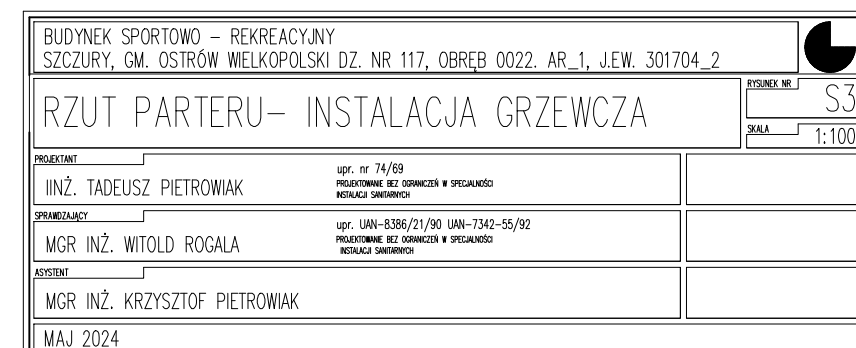 BUDYNEK SPORTOWO – REKREACYJNY
SZCZURY, GM. OSTRÓW WIELKOPOLSKI DZ. NR 117, OBRĘB 0022. AR_1, J.EW. 301704_2
RZUT PARTERU– INSTALACJA GRZEWCZA
RYSUNEK NR
S3
SKALA
1:100
PROJEKTANT
IINŻ. TADEUSZ PIETROWIAK
upr. nr 74/69
PROJEKTOWANIE BEZ OGRANICZEŃ W SPECJALNOŚCI
INSTALACJI SANITARNYCH
SPRAWDZAJĄCY
MGR INŻ. WITOLD ROGALA
upr. UAN–8386/21/90 UAN–7342–55/92
PROJEKTOWANIE BEZ OGRANICZEŃ W SPECJALNOŚCI
INSTALACJI SANITARNYCH
ASYSTENT
MGR INŻ. KRZYSZTOF PIETROWIAK
MAJ 2024